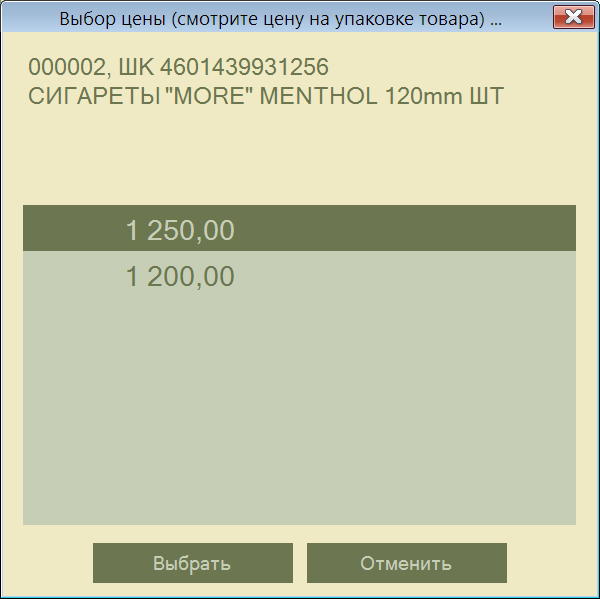 Выбор цены (смотрите цену на упаковке товара) ...
000002, ШК 4601439931256
СИГАРЕТЫ "MORE" MENTHOL 120mm ШТ
1 250,00
1 200,00
Выбрать
Отменить